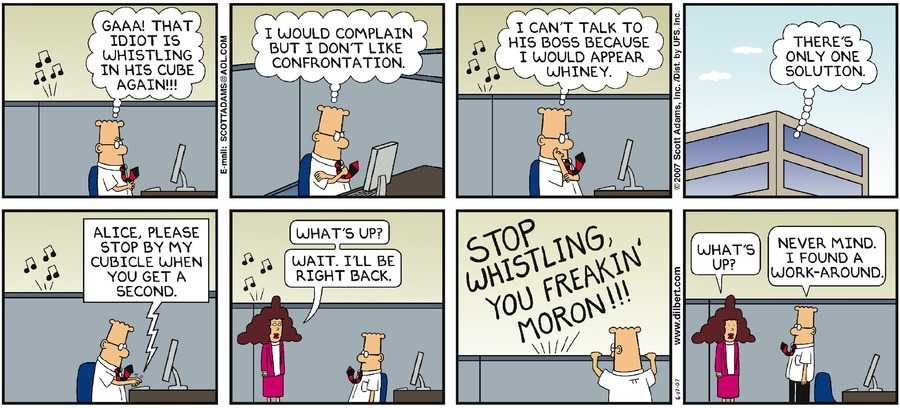 GAAA! THAT
IDIOT IS
WHISTLING
IN HIS CUBE
AGAIN!!!
E-mail: SCOTTADAMS@AOL.COM
I WOULD COMPLAIN
BUT I DON'T LIKE
CONFRONTATION.
I CAN'T TALK TO
HIS BOSS BECAUSE
I WOULD APPEAR
WHINEY.
©2007 Scott Adams, Inc./Dist. by UFS, Inc.
THERE'S
ONLY ONE
SOLUTION.
ALICE, PLEASE
STOP BY MY
CUBICLE WHEN
YOU GET A
SECOND.
WHAT'S UP?
WAIT. I'LL BE
RIGHT BACK.
STOP
WHISTLING,
YOU FREAKIN'
MORON!!!
6-17-07
www.dilbert.com
WHAT'S
UP?
NEVER MIND.
I FOUND A
WORK-AROUND.